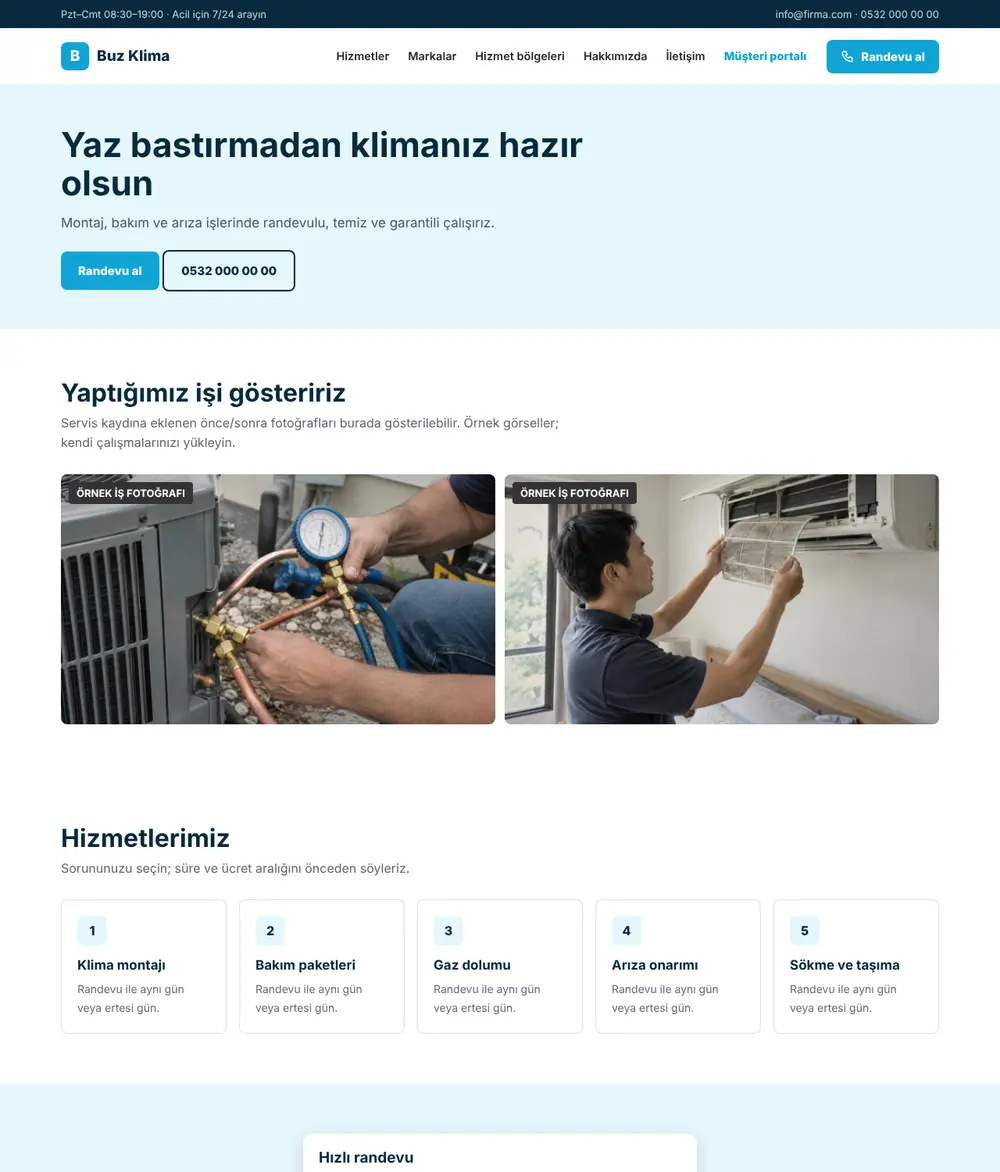 Pzt–Cmt 08:30–19:00 · Acil için 7/24 arayın
info@firma.com · 0532 000 00 00
B Buz Klima
Hizmetler Markalar Hizmet bölgeleri Hakkımızda İletişim Müşteri portalı Randevu al
Yaz bastırmadan klimanız hazır
olsun
Montaj, bakım ve arıza işlerinde randevulu, temiz ve garantili çalışırız.
Randevu al 0532 000 00 00
Yaptığımız işi gösteririz
Servis kaydına eklenen önce/sonra fotoğrafları burada gösterilebilir. Örnek görseller;
kendi çalışmalarınızı yükleyin.
ÖRNEK İŞ FOTOĞRAFI
ÖRNEK İŞ FOTOĞRAFI
Hizmetlerimiz
Sorununuzu seçin; süre ve ücret aralığını önceden söyleriz.
1
Klima montajı
Randevu ile aynı gün
veya ertesi gün.
2
Bakım paketleri
Randevu ile aynı gün
veya ertesi gün.
3
Gaz dolumu
Randevu ile aynı gün
veya ertesi gün.
4
Arıza onarımı
Randevu ile aynı gün
veya ertesi gün.
5
Sökme ve taşıma
Randevu ile aynı gün
veya ertesi gün.
Hızlı randevu